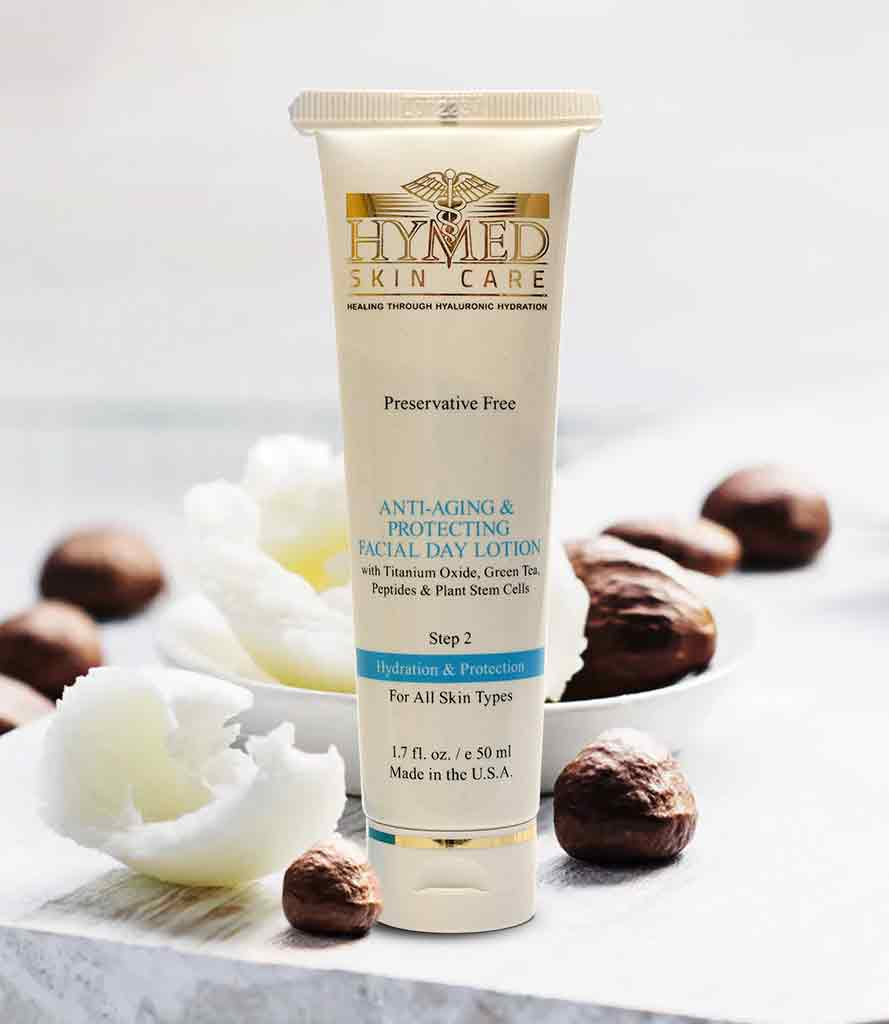 HYMED
SKIN CARE
HEALING THROUGH HYALURONIC HYDRATION
Preservative Free
ANTI-AGING &
PROTECTING
FACIAL DAY LOTION
with Titanium Oxide, Green Tea,
Peptides & Plant Stem Cells
Step 2
Hydration & Protection
For All Skin Types
1.7 fl. oz. / e 50 ml
Made in the U.S.A.